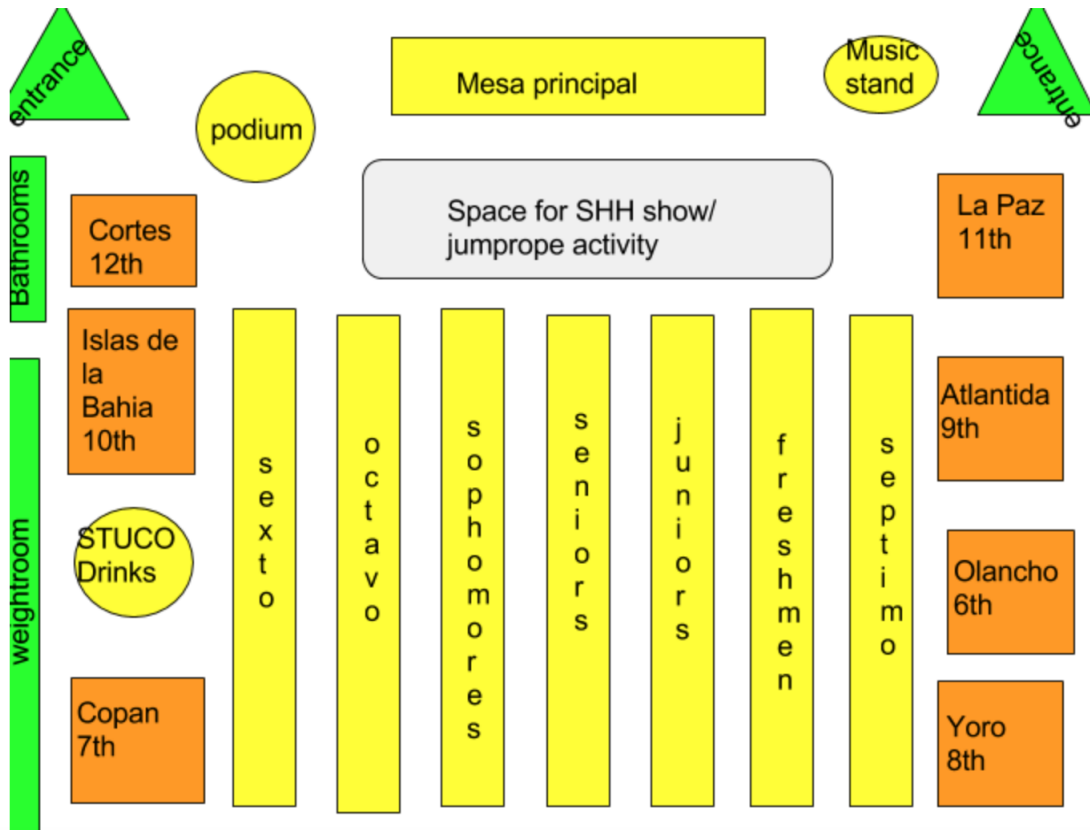 entrance
Mesa principal
Music
stand
entrance
podium
Bathrooms
Cortes
12th
Space for SHH show/
jumprope activity
La Paz
11th
Islas de
la
Bahia
10th
sexto
octavo
sophomores
seniors
juniors
freshmen
septimo
Atlantida
9th
weightroom
STUCO
Drinks
Olancho
6th
Copan
7th
Yoro
8th